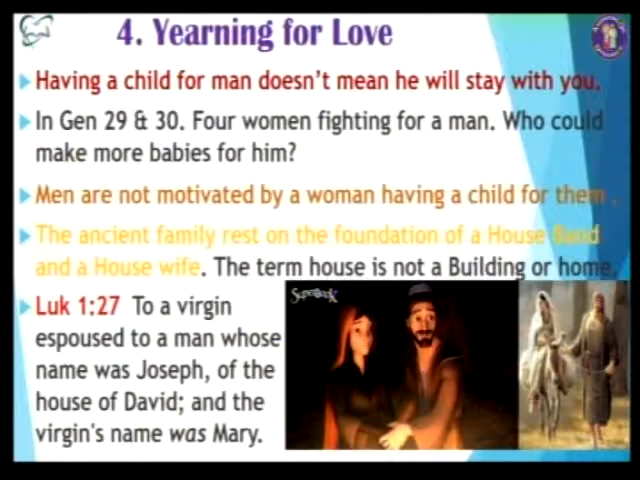 4. Yearning for Love
Having a child for man doesn't mean he will stay with you.
In Gen 29 & 30. Four women fighting for a man. Who could
make more babies for him?
Men are not motivated by a woman having a child for them .
The ancient family rest on the foundation of a House Band
and a House wife. The term house is not a Building or home.
Luk 1:27 To a virgin
espoused to a man whose
name was Joseph, of the
house of David; and the
virgin's name was Mary.
SUPERBOOK